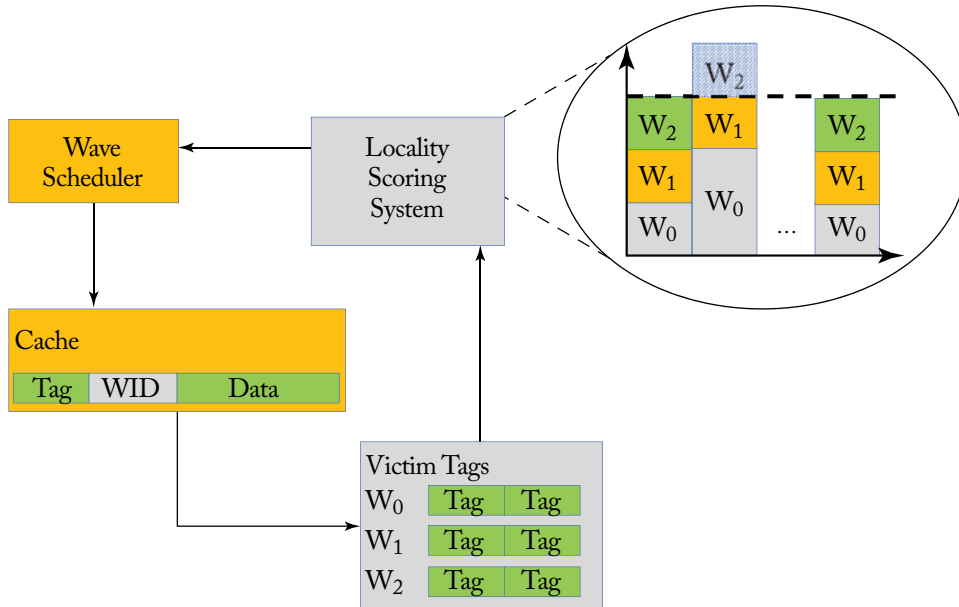 Wave
Scheduler
Locality
Scoring
System
W₂
W₂
W₁
W₂
W₁
W₁
W₀
W₀
...
W₀
Cache
Tag WID Data
Victim Tags
W₀ Tag Tag
W₁ Tag Tag
W₂ Tag Tag